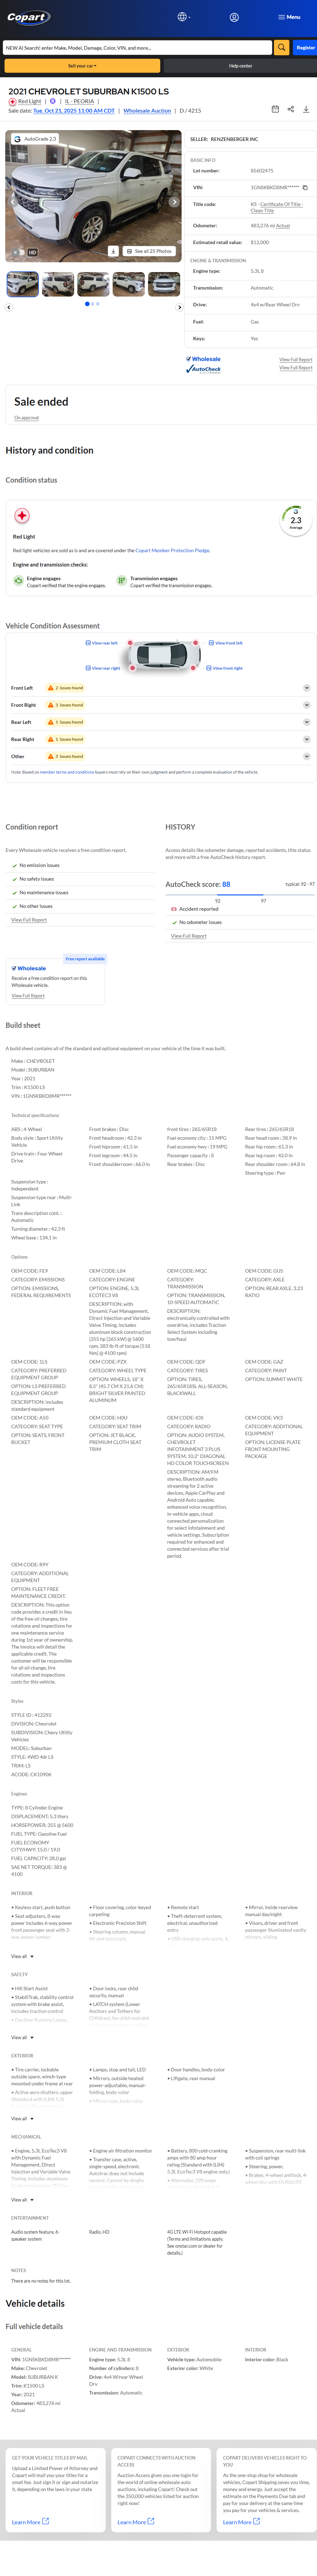 Copart
Menu
NEW AI Search! enter Make, Model, Damage, Color, VIN, and more...
Register
Sell your car
Help center
2021 CHEVROLET SUBURBAN K1500 LS
Red Light | | IL - PEORIA |
Sale date: Tue. Oct 21, 2025 11:00 AM CDT | Wholesale Auction | D / 4215
AutoGrade 2.3
HD
See all 25 Photos
SELLER: RENZENBERGER INC
BASIC INFO
Lot number: 81602475
VIN: 1GNSKBKD8MR******
Title code: KS - Certificate Of Title - Clean Title
Odometer: 483,276 mi Actual
Estimated retail value: $12,000
ENGINE & TRANSMISSION
Engine type: 5.3L 8
Transmission: Automatic
Drive: 4x4 w/Rear Wheel Drv
Fuel: Gas
Keys: Yes
Wholesale View Full Report
AutoCheck View Full Report
Sale ended
On approval
History and condition
Condition status
2.3
Average
Red Light
Red light vehicles are sold as is and are covered under the Copart Member Protection Pledge.
Engine and transmission checks:
Engine engages
Copart verified that the engine engages.
Transmission engages
Copart verified the transmission engages.
Vehicle Condition Assessment
View rear left
View front left
View rear right
View front right
Front Left 2 issues found
Front Right 3 issues found
Rear Left 1 issues found
Rear Right 1 issues found
Other 2 issues found
Note: Based on member terms and conditions buyers must rely on their own judgment and perform a complete evaluation of the vehicle.
Condition report
Every Wholesale vehicle receives a free condition report.
No emission issues
No safety issues
No maintenance issues
No other issues
View Full Report
HISTORY
Access details like odometer damage, reported accidents, title status
and more with a free AutoCheck history report.
AutoCheck score: 88
typical: 92 - 97
92 97
Accident reported
No odometer issues
View Full Report
Free report available
Wholesale
Receive a free condition report on this
Wholesale vehicle.
View Full Report
Build sheet
A build sheet contains all of the standard and optional equipment on your vehicle at the time it was built.
Make : CHEVROLET
Model : SUBURBAN
Year : 2021
Trim : K1500 LS
VIN : 1GNSKBKD8MR******
Technical specifications
ABS : 4-Wheel
Body style : Sport Utility
Vehicle
Drive train : Four Wheel
Drive
Front brakes : Disc
Front headroom : 42.3 in
Front hiproom : 61.5 in
Front legroom : 44.5 in
Front shoulderroom : 66.0 in
front tires : 265/65R18
Fuel economy city : 15 MPG
Fuel economy hwy : 19 MPG
Passenger capacity : 8
Rear brakes : Disc
Rear tires : 265/65R18
Rear head room : 38.9 in
Rear hip room : 61.3 in
Rear leg room : 42.0 in
Rear shoulder room : 64.8 in
Steering type : Pwr
Suspension type :
Independent
Suspension type rear : Multi-
Link
Trans description cont. :
Automatic
Turning diameter : 42.3 ft
Wheel base : 134.1 in
Options
OEM CODE: FE9
CATEGORY: EMISSIONS
OPTION: EMISSIONS,
FEDERAL REQUIREMENTS
OEM CODE: L84
CATEGORY: ENGINE
OPTION: ENGINE, 5.3L
ECOTEC3 V8
DESCRIPTION: with
Dynamic Fuel Management,
Direct Injection and Variable
Valve Timing, includes
aluminum block construction
(355 hp [265 kW] @ 5600
rpm, 383 lb-ft of torque [518
Nm] @ 4100 rpm)
OEM CODE: MQC
CATEGORY:
TRANSMISSION
OPTION: TRANSMISSION,
10-SPEED AUTOMATIC
DESCRIPTION:
electronically controlled with
overdrive, includes Traction
Select System including
tow/haul
OEM CODE: GU5
CATEGORY: AXLE
OPTION: REAR AXLE, 3.23
RATIO
OEM CODE: 1LS
CATEGORY: PREFERRED
EQUIPMENT GROUP
OPTION: LS PREFERRED
EQUIPMENT GROUP
DESCRIPTION: includes
standard equipment
OEM CODE: PZX
CATEGORY: WHEEL TYPE
OPTION: WHEELS, 18" X
8.5" (45.7 CM X 21.6 CM)
BRIGHT SILVER PAINTED
ALUMINUM
OEM CODE: QDF
CATEGORY: TIRES
OPTION: TIRES,
265/65R18SL ALL-SEASON,
BLACKWALL
OEM CODE: GAZ
CATEGORY: PAINT
OPTION: SUMMIT WHITE
OEM CODE: A50
CATEGORY: SEAT TYPE
OPTION: SEATS, FRONT
BUCKET
OEM CODE: H0U
CATEGORY: SEAT TRIM
OPTION: JET BLACK,
PREMIUM CLOTH SEAT
TRIM
OEM CODE: IOS
CATEGORY: RADIO
OPTION: AUDIO SYSTEM,
CHEVROLET
INFOTAINMENT 3 PLUS
SYSTEM, 10.2" DIAGONAL
HD COLOR TOUCHSCREEN
DESCRIPTION: AM/FM
stereo, Bluetooth audio
streaming for 2 active
devices, Apple CarPlay and
Android Auto capable,
enhanced voice recognition,
in-vehicle apps, cloud
connected personalization
for select infotainment and
vehicle settings. Subscription
required for enhanced and
connected services after trial
period.
OEM CODE: VK3
CATEGORY: ADDITIONAL
EQUIPMENT
OPTION: LICENSE PLATE
FRONT MOUNTING
PACKAGE
OEM CODE: R9Y
CATEGORY: ADDITIONAL
EQUIPMENT
OPTION: FLEET FREE
MAINTENANCE CREDIT.
DESCRIPTION: This option
code provides a credit in lieu
of the free oil changes, tire
rotations and inspections for
one maintenance service
during 1st year of ownership.
The invoice will detail the
applicable credit. The
customer will be responsible
for all oil change, tire
rotations and inspections
costs for this vehicle.
Styles
STYLE ID : 412292
DIVISION: Chevrolet
SUBDIVISION: Chevy Utility
Vehicles
MODEL: Suburban
STYLE: 4WD 4dr LS
TRIM: LS
ACODE: CK10906
Engines
TYPE: 8 Cylinder Engine
DISPLACEMENT: 5.3 liters
HORSEPOWER: 355 @ 5600
FUEL TYPE: Gasoline Fuel
FUEL ECONOMY
CITY/HWY: 15.0 / 19.0
FUEL CAPACITY: 28.0 gal
SAE NET TORQUE: 383 @
4100
INTERIOR
• Keyless start, push button
• Seat adjusters, 8-way
power includes 6-way power
front passenger seat with 2-
way power lumbar
• Floor covering, color-keyed
carpeting
• Electronic Precision Shift
• Steering column, manual
tilt and telescopic
• Remote start
• Theft-deterrent system,
electrical, unauthorized
entry
• Mirror, inside rearview
manual day/night
• Visors, driver and front
passenger illuminated vanity
mirrors, sliding
View all
SAFETY
• Hill Start Assist
• StabiliTrak, stability control
system with brake assist,
includes traction control
• Daytime Running Lamps
• Door locks, rear child
security, manual
• LATCH system (Lower
Anchors and Tethers for
CHildren), for child restraint
View all
EXTERIOR
• Tire carrier, lockable
outside spare, winch-type
mounted under frame at rear
• Active aero shutters, upper
• Lamps, stop and tail, LED
• Mirrors, outside heated
power-adjustable, manual-
folding, body-color
• Mirror caps, body-color
• Door handles, body-color
• Liftgate, rear manual
View all
MECHANICAL
• Engine, 5.3L EcoTec3 V8
with Dynamic Fuel
Management, Direct
Injection and Variable Valve
Timing, includes aluminum
• Engine air filtration monitor
• Transfer case, active,
single-speed, electronic
Autotrac does not include
neutral. Cannot be dinghy
• Battery, 800 cold-cranking
amps with 80 amp hour
rating (Standard with (L84)
5.3L EcoTec3 V8 engine only.)
• Alternator, 220 amps
• Suspension, rear multi-link
with coil springs
• Steering, power
• Brakes, 4-wheel antilock, 4-
View all
ENTERTAINMENT
Audio system feature, 6-
speaker system
Radio, HD
4G LTE Wi-Fi Hotspot capable
(Terms and limitations apply.
See onstar.com or dealer for
details.)
NOTES
There are no notes for this lot.
Vehicle details
Full vehicle details
GENERAL
VIN: 1GNSKBKD8MR******
Make: Chevrolet
Model: SUBURBAN K
Trim: K1500 LS
Year: 2021
Odometer: 483,276 mi
Actual
ENGINE AND TRANSMISSION
Engine type: 5.3L 8
Number of cylinders: 8
Drive: 4x4 W/rear Wheel
Drv
Transmission: Automatic
EXTERIOR
Vehicle type: Automobile
Exterior color: White
INTERIOR
Interior color: Black
GET YOUR VEHICLE TITLES BY MAIL
Upload a Limited Power of Attorney and
Copart will mail you your titles for a
small fee. Just sign it or sign and notarize
it, depending on the laws in your state.
Learn More
COPART CONNECTS WITH AUCTION
ACCESS
Auction Access gives you one login for
the world of online wholesale auto
auctions, including Copart! Check out
the 350,000 vehicles listed for auction
right now!
Learn More
COPART DELIVERS VEHICLES RIGHT TO
YOU
As the one-stop shop for wholesale
vehicles, Copart Shipping saves you time,
money and energy. Just accept the
estimate on the Payments Due tab and
pay for your delivery at the same time
you pay for your vehicles & services.
Learn More